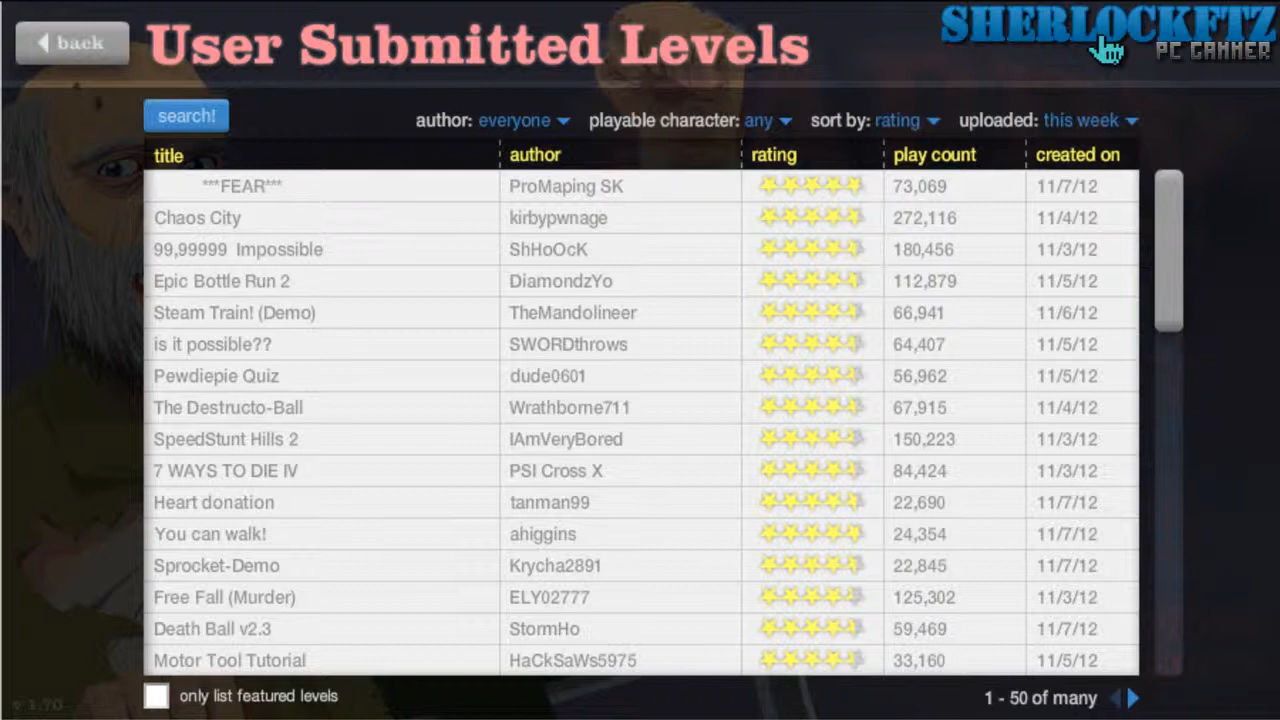 back
User Submitted Levels
SHERLOCKFTZ
PC GAMMER
search!
author: everyone playable character: any sort by: rating uploaded: this week
title author rating play count created on
***FEAR*** ProMaping SK 73,069 11/7/12
Chaos City kirbypwnage 272,116 11/4/12
99,99999 Impossible ShHoOcK 180,456 11/3/12
Epic Bottle Run 2 DiamondzYo 112,879 11/5/12
Steam Train! (Demo) TheMandolineer 66,941 11/6/12
is it possible?? SWORDthrows 64,407 11/5/12
Pewdiepie Quiz dude0601 56,962 11/5/12
The Destructo-Ball Wrathborne711 67,915 11/4/12
SpeedStunt Hills 2 IAmVeryBored 150,223 11/3/12
7 WAYS TO DIE IV PSI Cross X 84,424 11/3/12
Heart donation tanman99 22,690 11/7/12
You can walk! ahiggins 24,354 11/7/12
Sprocket-Demo Krycha2891 22,845 11/7/12
Free Fall (Murder) ELY02777 125,302 11/3/12
Death Ball v2.3 StormHo 59,469 11/7/12
Motor Tool Tutorial HaCkSaWs5975 33,160 11/5/12
only list featured levels 1 - 50 of many
v 1.70